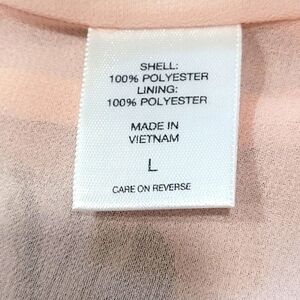 SHELL:
100% POLYESTER
LINING:
100% POLYESTER
MADE IN
VIETNAM
L
CARE ON REVERSE